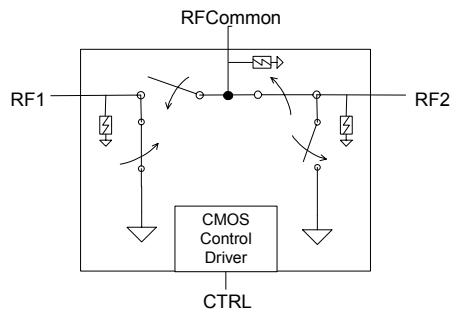 RFCommon
RF1
RF2
CMOS
Control
Driver
CTRL